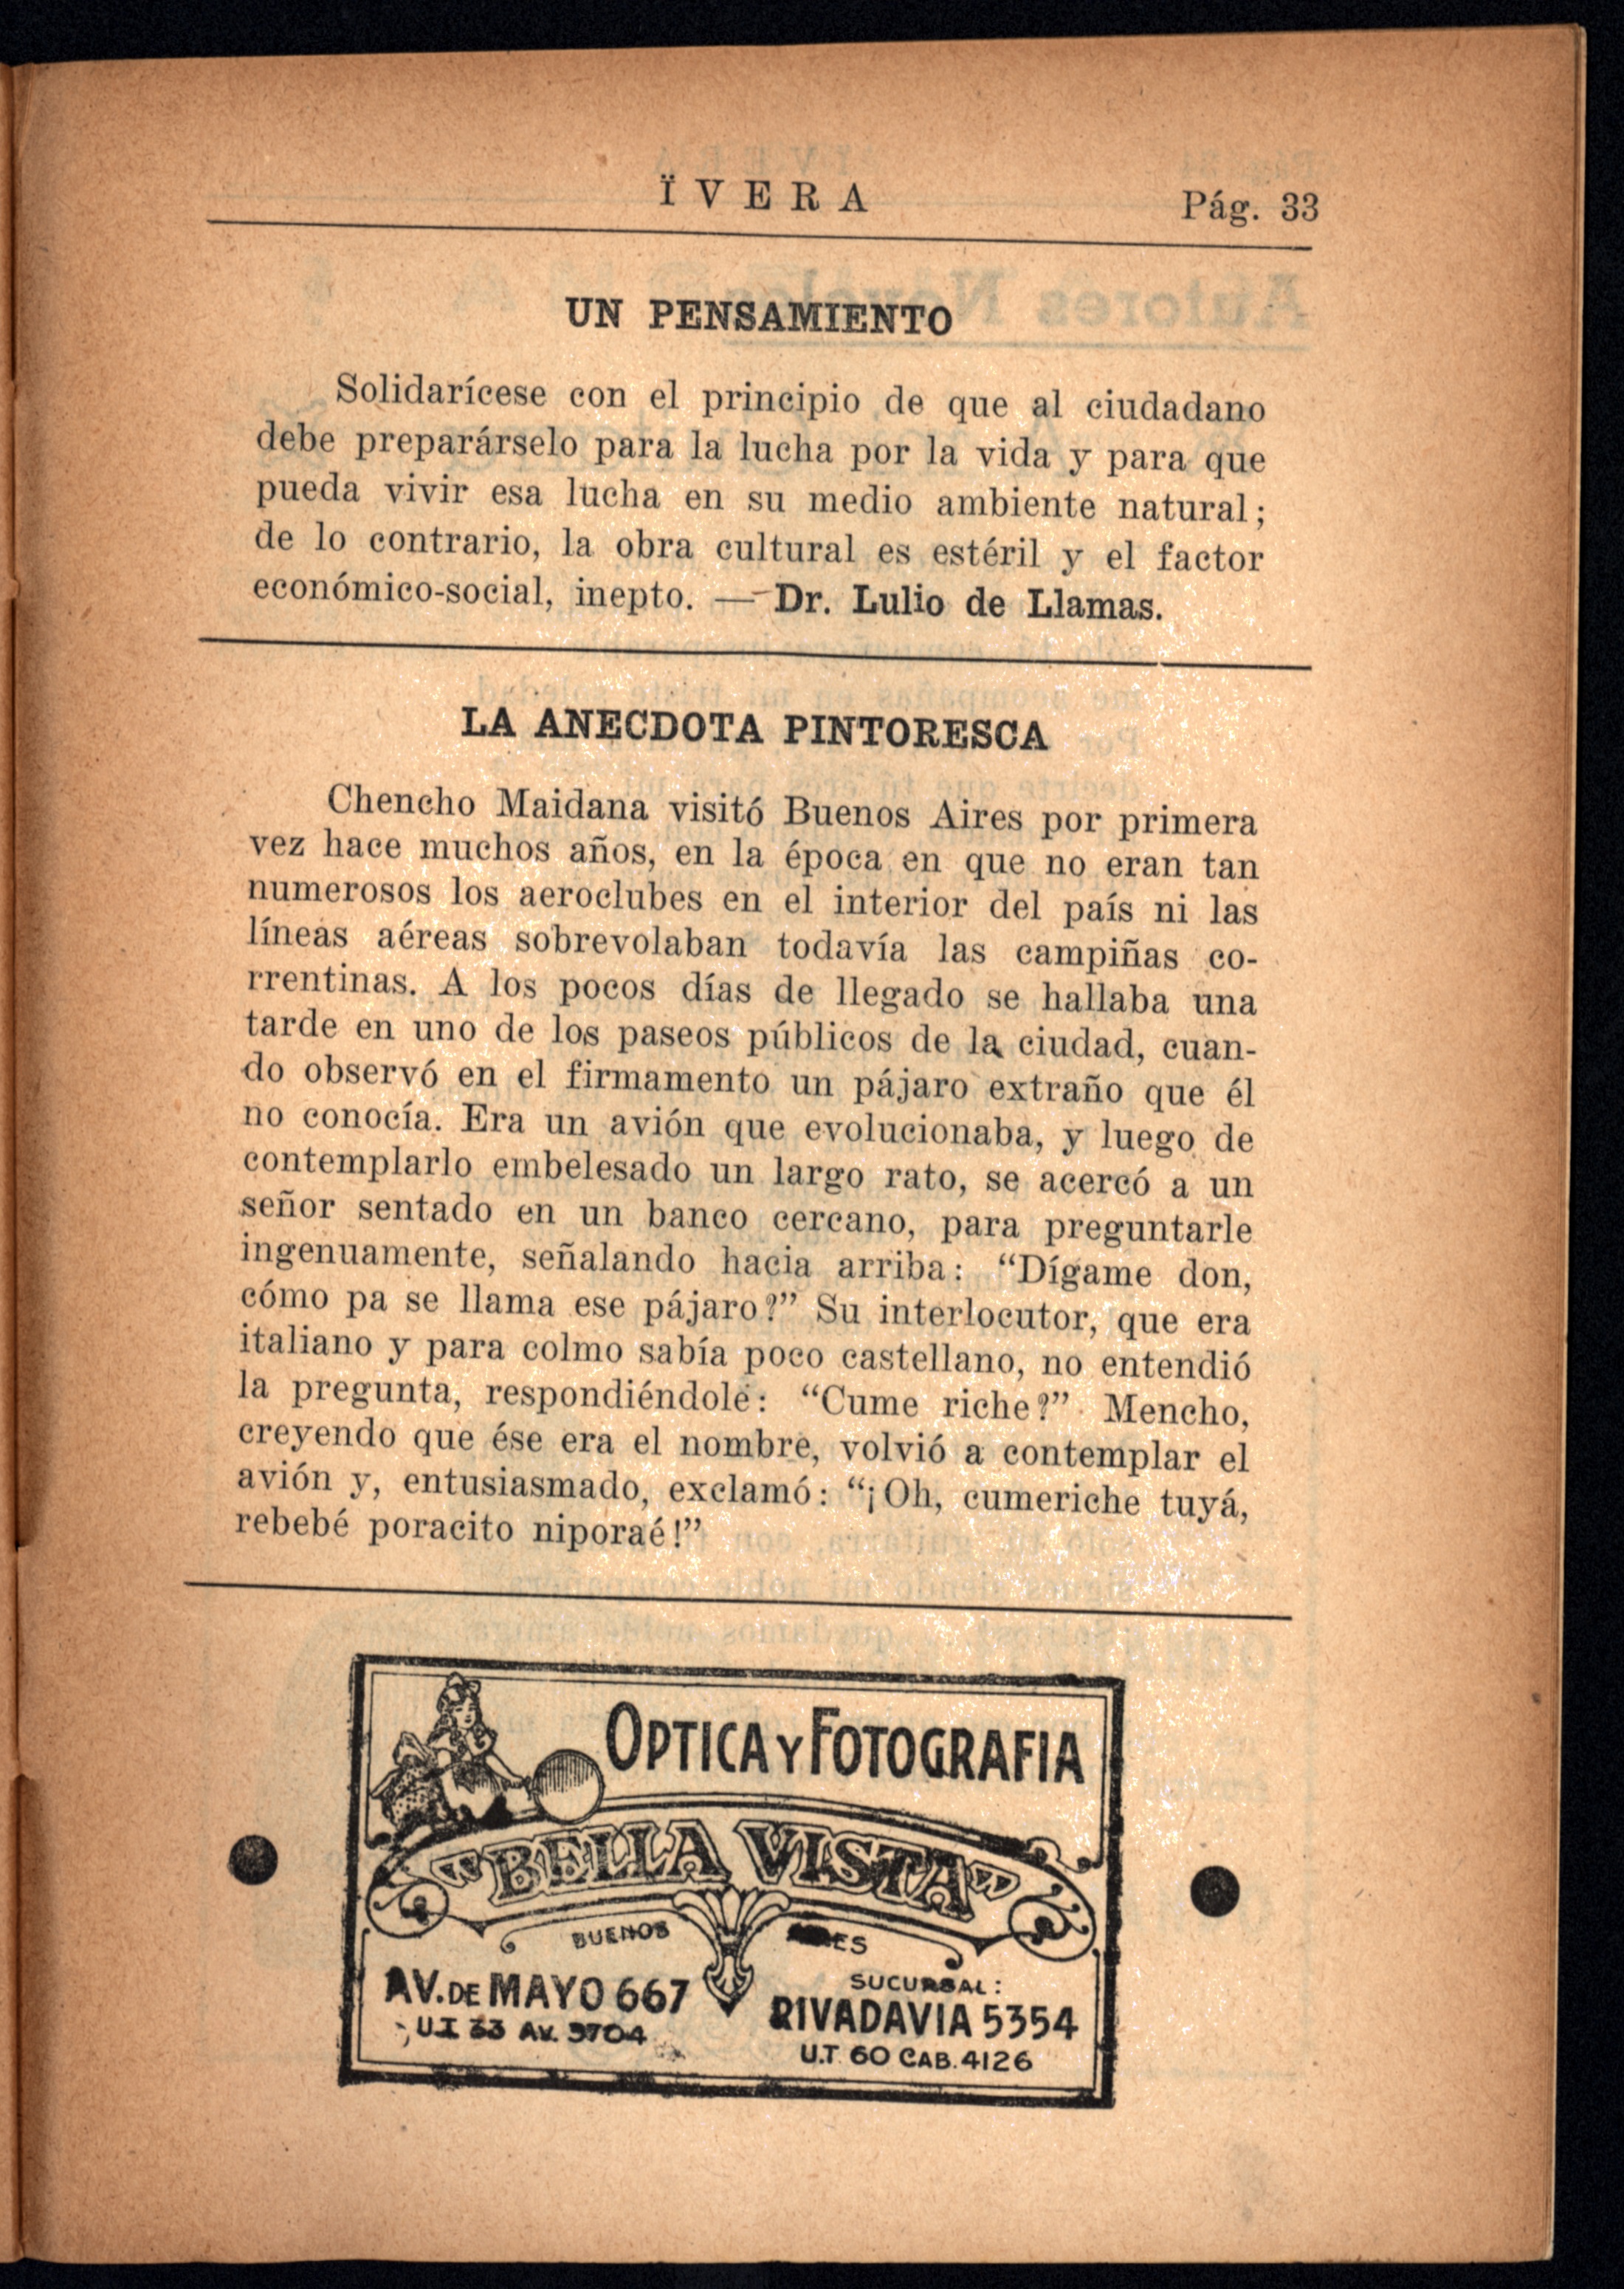 ÏVERA
Pág. 33
UN PENSAMIENTO
Solidarícese con el principio de que al ciudadano
debe preparárselo para la lucha por la vida y para que
pueda vivir esa lucha en su medio ambiente natural;
de lo contrario, la obra cultural es estéril y el factor
económico-social, inepto. — Dr. Lulio de Llamas.
LA ANECDOTA PINTORESCA
Chencho Maidana visitó Buenos Aires por primera
vez hace muchos años, en la época en que no eran tan
numerosos los aeroclubes en el interior del país ni las
líneas aéreas sobrevolaban todavía las campiñas co-
rrentinas. A los pocos días de llegado se hallaba una
tarde en uno de los paseos públicos de la ciudad, cuan-
do observó en el firmamento un pájaro extraño que él
no conocía. Era un avión que evolucionaba, y luego de
contemplarlo embelesado un largo rato, se acercó a un
señor sentado en un banco cercano, para preguntarle
ingenuamente, señalando hacia arriba: “Dígame don,
cómo pa se llama ese pájaro?” Su interlocutor, que era
italiano y para colmo sabía poco castellano, no entendió
la pregunta, respondiéndole: “Cume riche?” Mencho,
creyendo que ése era el nombre, volvió a contemplar el
avión y, entusiasmado, exclamó: “¡Oh, cumeriche tuyá,
rebebé poracito niporaé!”
OPTICA Y FOTOGRAFIA
"BELLA VISTA"
BUENOS AIRES
AV. DE MAYO 667
U.T 33 AV. 3704
SUCURSAL:
RIVADAVIA 5354
U.T. 60 CAB. 4126